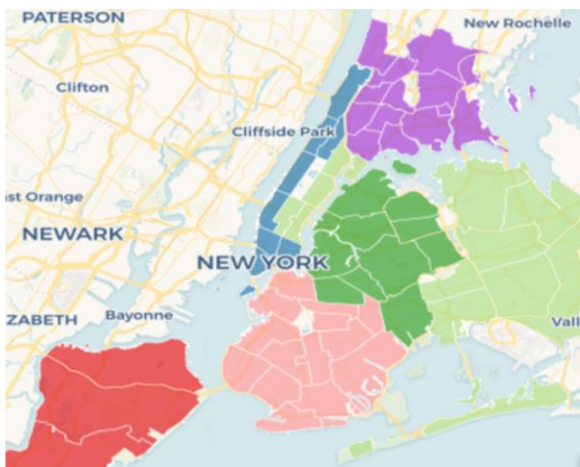 PATERSON
New Rochelle
Clifton
Cliffside Park
st Orange
NEWARK
NEW YORK
ZABETH
Bayonne
Vall